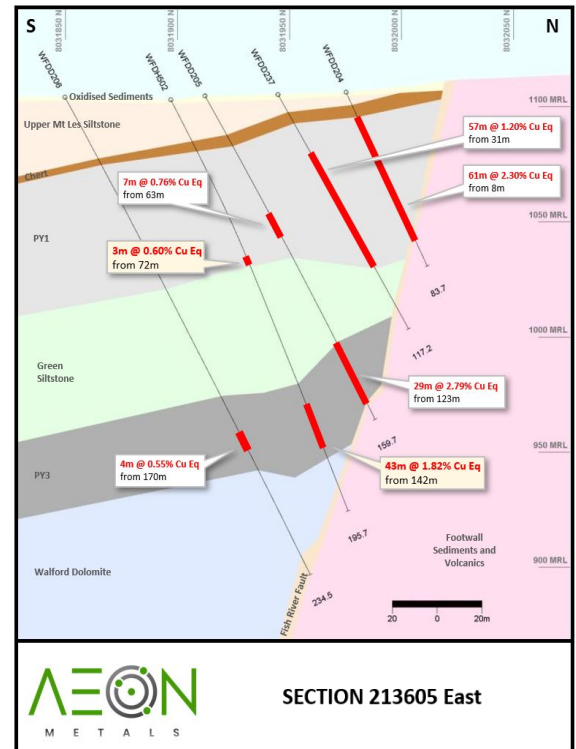 S
N
8031850 N
8031900 N
8031950 N
8032000 N
8032050 N
WFDD206
WFDH502
WFDD205
WFDD237
WFDD204
Oxidised Sediments
Upper Mt Les Siltstone
Chert
PY1
Green
Siltstone
PY3
Walford Dolomite
1100 MRL
1050 MRL
1000 MRL
950 MRL
900 MRL
57m @ 1.20% Cu Eq
from 31m
61m @ 2.30% Cu Eq
from 8m
7m @ 0.76% Cu Eq
from 63m
3m @ 0.60% Cu Eq
from 72m
29m @ 2.79% Cu Eq
from 123m
4m @ 0.55% Cu Eq
from 170m
43m @ 1.82% Cu Eq
from 142m
83.7
117.2
159.7
195.7
234.5
Fish River Fault
Footwall
Sediments and
Volcanics
20 0 20m
AEON
METALS
SECTION 213605 East